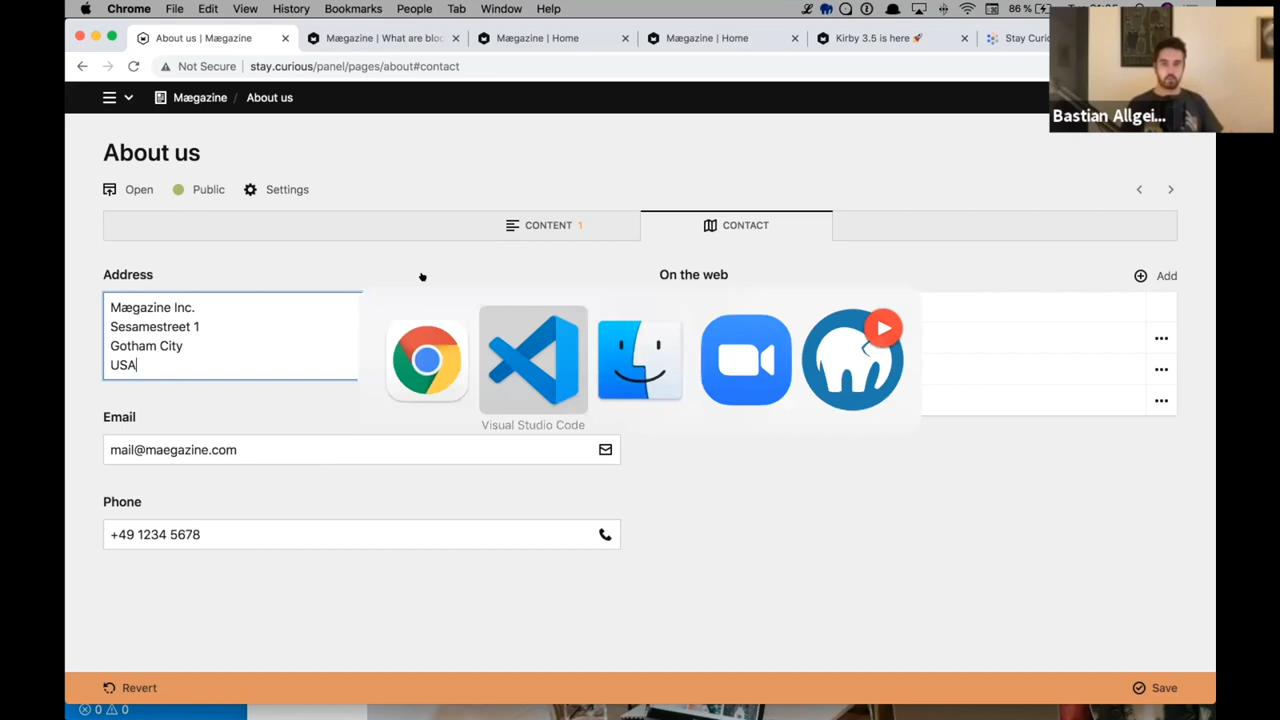 Chrome File Edit View History Bookmarks People Tab Window Help
86 %
About us | Mægazine
Mægazine | What are bloc
Mægazine | Home
Mægazine | Home
Kirby 3.5 is here 🚀
Stay Curio
Not Secure | stay.curious/panel/pages/about#contact
Bastian Allgei...
Mægazine / About us
About us
Open Public Settings
CONTENT 1
CONTACT
Address
On the web
Add
Mægazine Inc.
Sesamestreet 1
Gotham City
USA
Visual Studio Code
Email
mail@maegazine.com
Phone
+49 1234 5678
Revert
Save
0 0